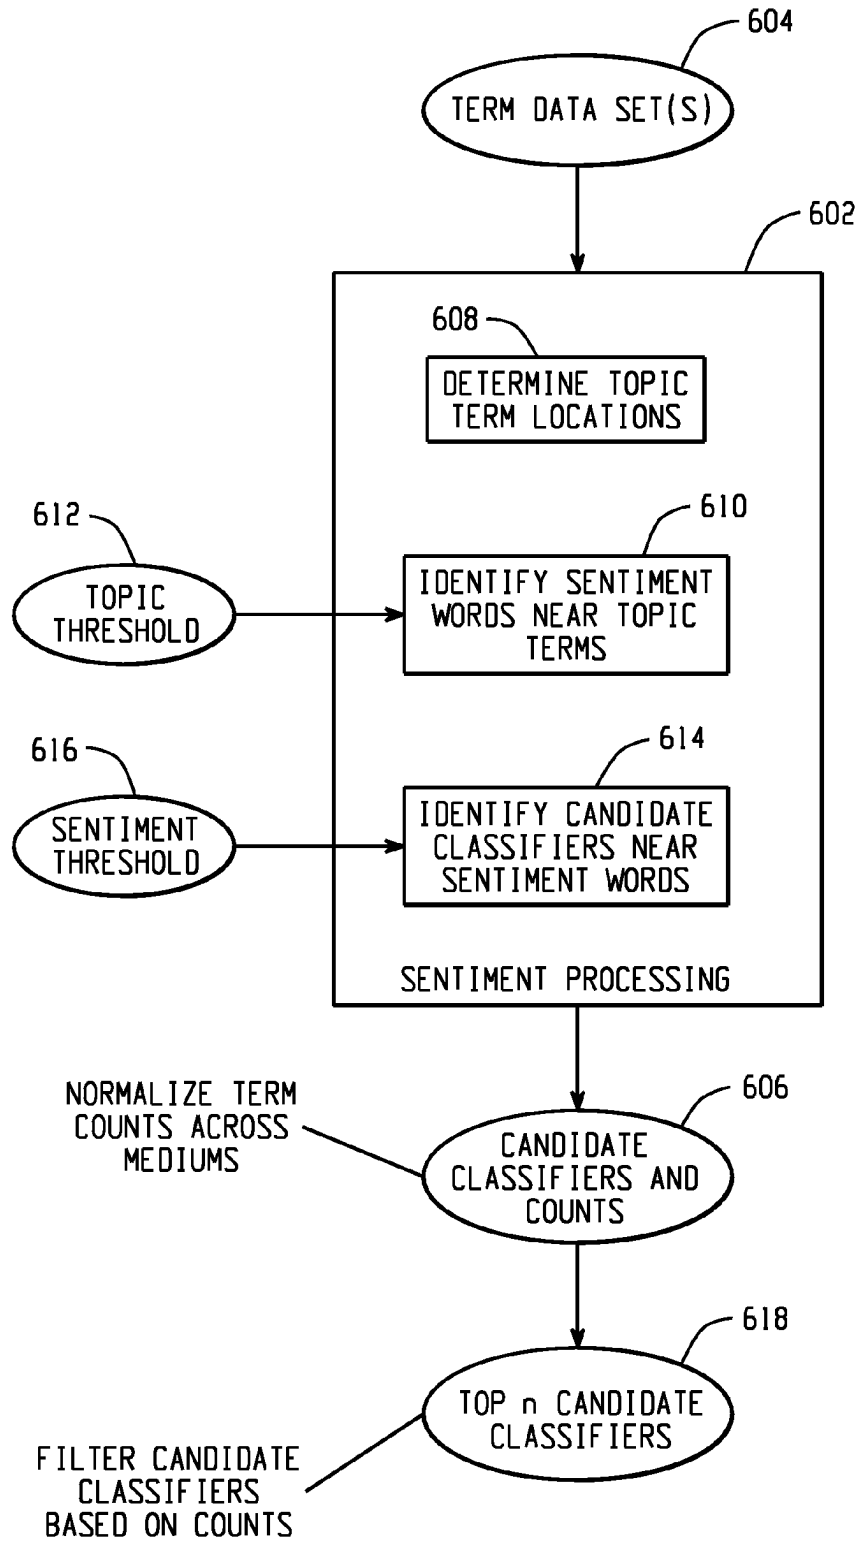 604
TERM DATA SET(S)
602
608
DETERMINE TOPIC
TERM LOCATIONS
612
TOPIC
THRESHOLD
610
IDENTIFY SENTIMENT
WORDS NEAR TOPIC
TERMS
616
SENTIMENT
THRESHOLD
614
IDENTIFY CANDIDATE
CLASSIFIERS NEAR
SENTIMENT WORDS
SENTIMENT PROCESSING
NORMALIZE TERM
COUNTS ACROSS
MEDIUMS
606
CANDIDATE
CLASSIFIERS AND
COUNTS
618
TOP n CANDIDATE
CLASSIFIERS
FILTER CANDIDATE
CLASSIFIERS
BASED ON COUNTS